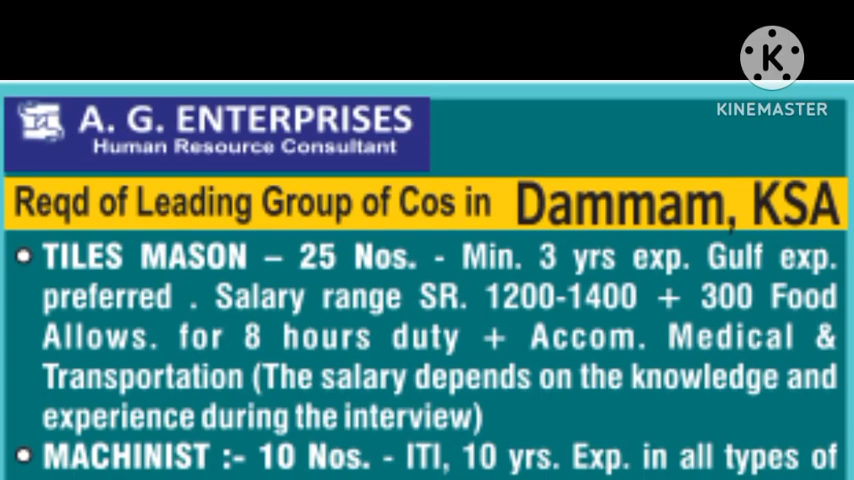 KINEMASTER
A. G. ENTERPRISES
Human Resource Consultant
Reqd of Leading Group of Cos in Dammam, KSA
• TILES MASON – 25 Nos. - Min. 3 yrs exp. Gulf exp.
preferred . Salary range SR. 1200-1400 + 300 Food
Allows. for 8 hours duty + Accom. Medical &
Transportation (The salary depends on the knowledge and
experience during the interview)
• MACHINIST :- 10 Nos. - ITI, 10 yrs. Exp. in all types of